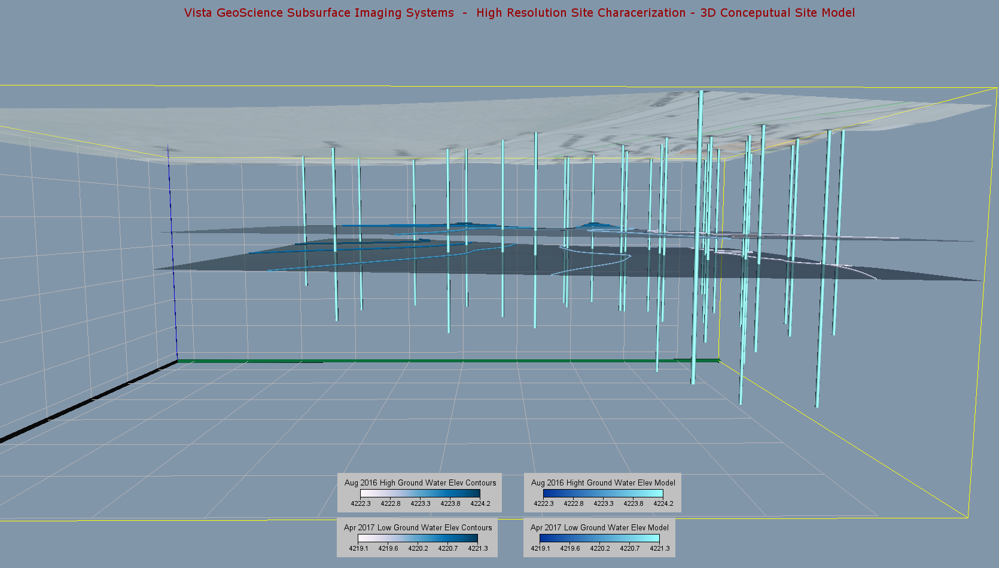 Vista GeoScience Subsurface Imaging Systems - High Resolution Site Characerization - 3D Conceputual Site Model
Aug 2016 High Ground Water Elev Contours
4222.3 4222.8 4223.3 4223.8 4224.2
Aug 2016 Hight Ground Water Elev Model
4222.3 4222.8 4223.3 4223.8 4224.2
Apr 2017 Low Ground Water Elev Contours
4219.1 4219.6 4220.2 4220.7 4221.3
Apr 2017 Low Ground Water Elev Model
4219.1 4219.6 4220.2 4220.7 4221.3